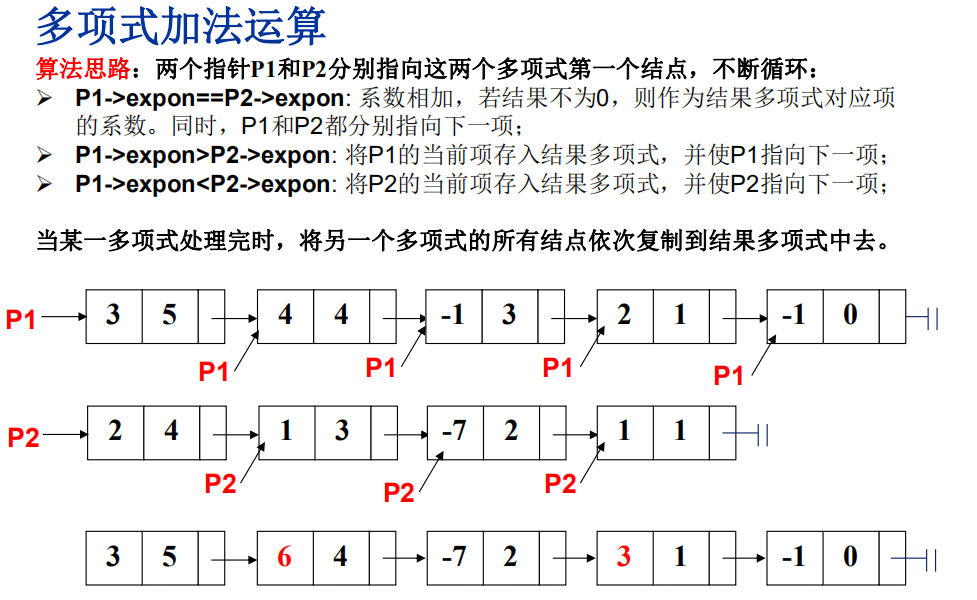 多项式加法运算
算法思路：两个指针P1和P2分别指向这两个多项式第一个结点，不断循环：
➢ P1->expon==P2->expon: 系数相加，若结果不为0，则作为结果多项式对应项
的系数。同时，P1和P2都分别指向下一项；
➢ P1->expon>P2->expon: 将P1的当前项存入结果多项式，并使P1指向下一项；
➢ P1->expon<P2->expon: 将P2的当前项存入结果多项式，并使P2指向下一项；
当某一多项式处理完时，将另一个多项式的所有结点依次复制到结果多项式中去。
P1 3 5 4 4 -1 3 2 1 -1 0
P1 P1 P1 P1
P2 2 4 1 3 -7 2 1 1
P2 P2 P2
3 5 6 4 -7 2 3 1 -1 0